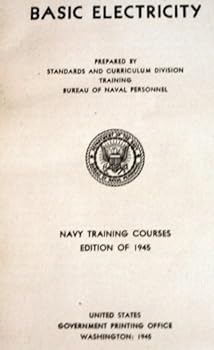 BASIC ELECTRICITY
PREPARED BY
STANDARDS AND CURRICULUM DIVISION
TRAINING
BUREAU OF NAVAL PERSONNEL
NAVY TRAINING COURSES
EDITION OF 1945
UNITED STATES
GOVERNMENT PRINTING OFFICE
WASHINGTON: 1945